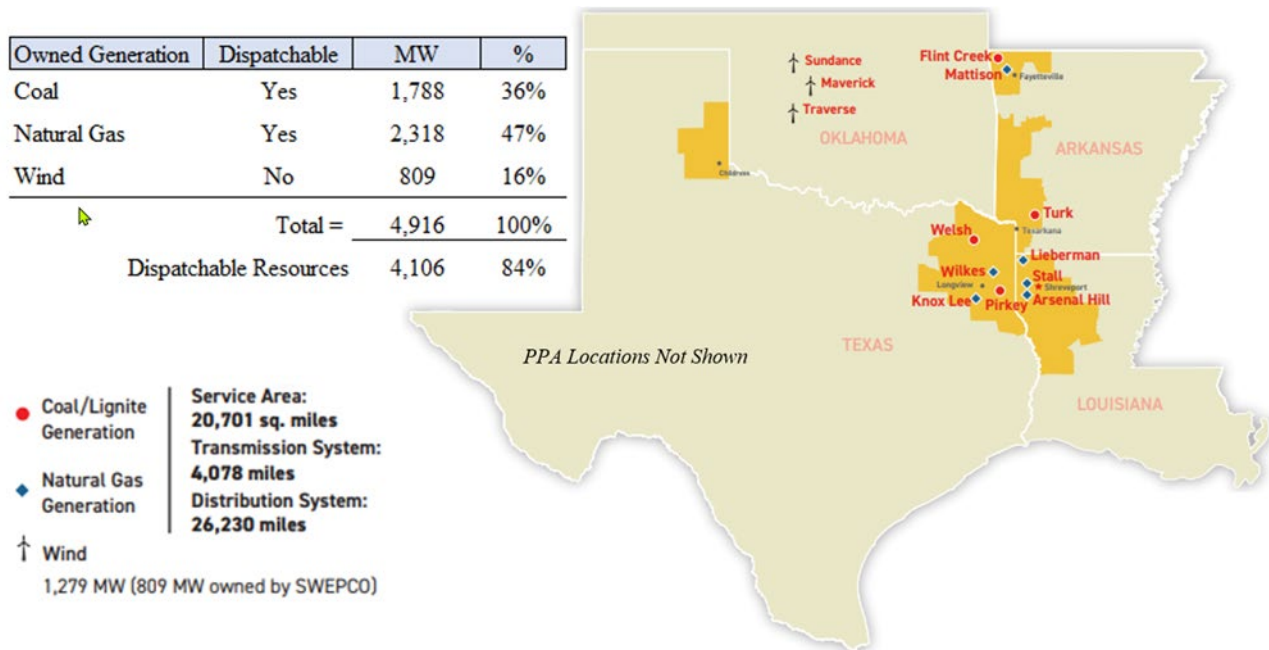 Owned Generation Dispatchable MW %
Coal Yes 1,788 36%
Natural Gas Yes 2,318 47%
Wind No 809 16%
Total = 4,916 100%
Dispatchable Resources 4,106 84%
Sundance
Maverick
Traverse
OKLAHOMA
Flint Creek
Mattison
Fayetteville
ARKANSAS
Childress
Turk
Texarkana
Welsh
Lieberman
Wilkes
Stall
Longview
Shreveport
Knox Lee
Pirkey
Arsenal Hill
TEXAS
PPA Locations Not Shown
LOUISIANA
Coal/Lignite
Generation
Natural Gas
Generation
Wind
1,279 MW (809 MW owned by SWEPCO)
Service Area:
20,701 sq. miles
Transmission System:
4,078 miles
Distribution System:
26,230 miles